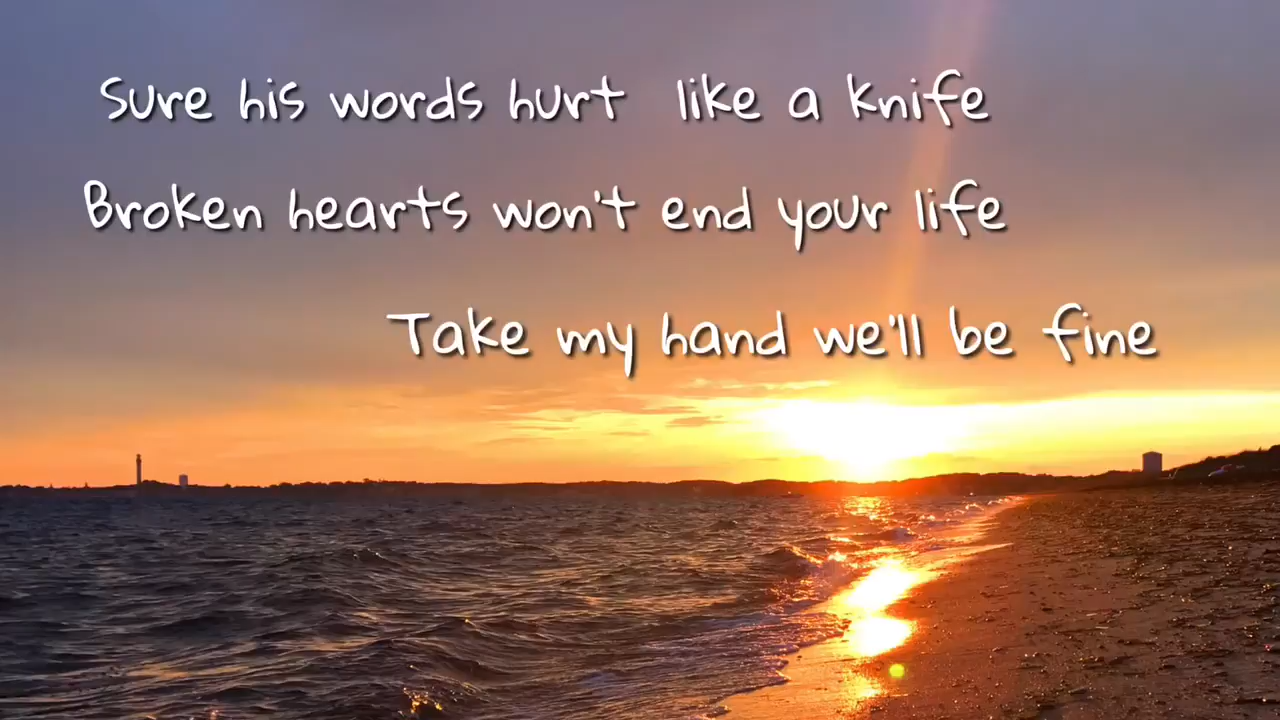 Sure his words hurt like a knife
Broken hearts won't end your life
Take my hand we'll be fine